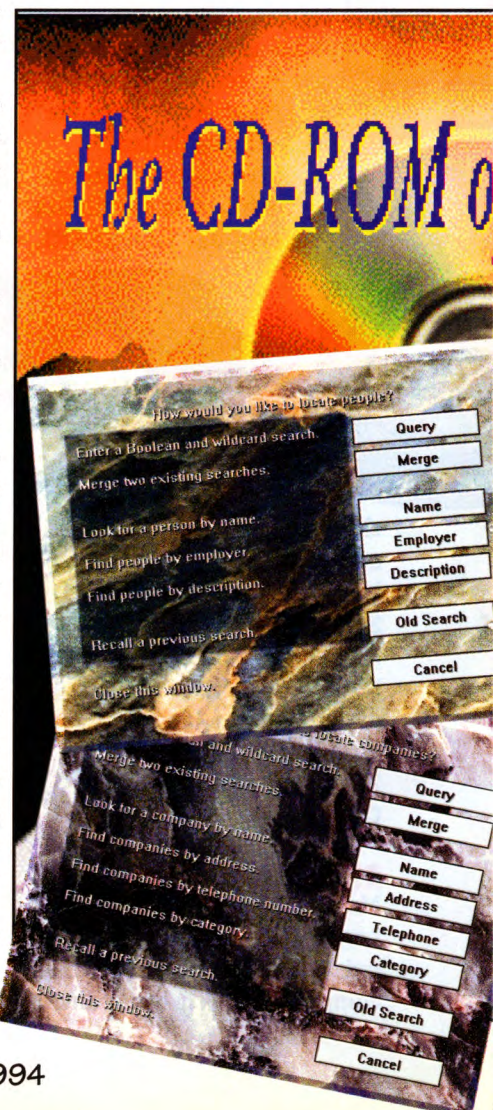 The CD-ROM o
How would you like to locate people?
Enter a Boolean and wildcard search.
Query
Merge two existing searches.
Merge
Look for a person by name.
Name
Find people by employer.
Employer
Find people by description.
Description
Recall a previous search.
Old Search
Close this window.
Cancel
to locate companies?
and wildcard search.
Query
Merge two existing searches.
Merge
Look for a company by name.
Name
Find companies by address.
Address
Find companies by telephone number.
Telephone
Find companies by category.
Category
Recall a previous search.
Old Search
Close this window.
Cancel
994